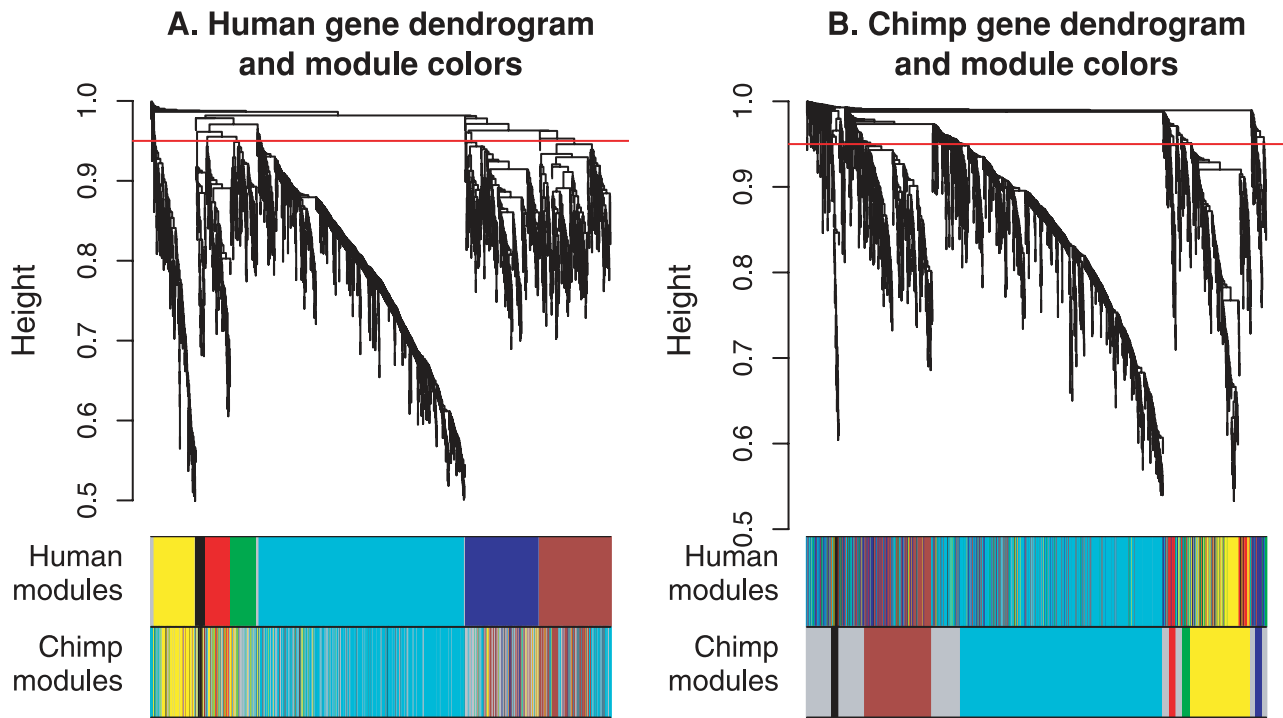 A. Human gene dendrogram
and module colors
Height
1.0
0.9
0.8
0.7
0.6
0.5
Human
modules
Chimp
modules
B. Chimp gene dendrogram
and module colors
Height
1.0
0.9
0.8
0.7
0.6
0.5
Human
modules
Chimp
modules